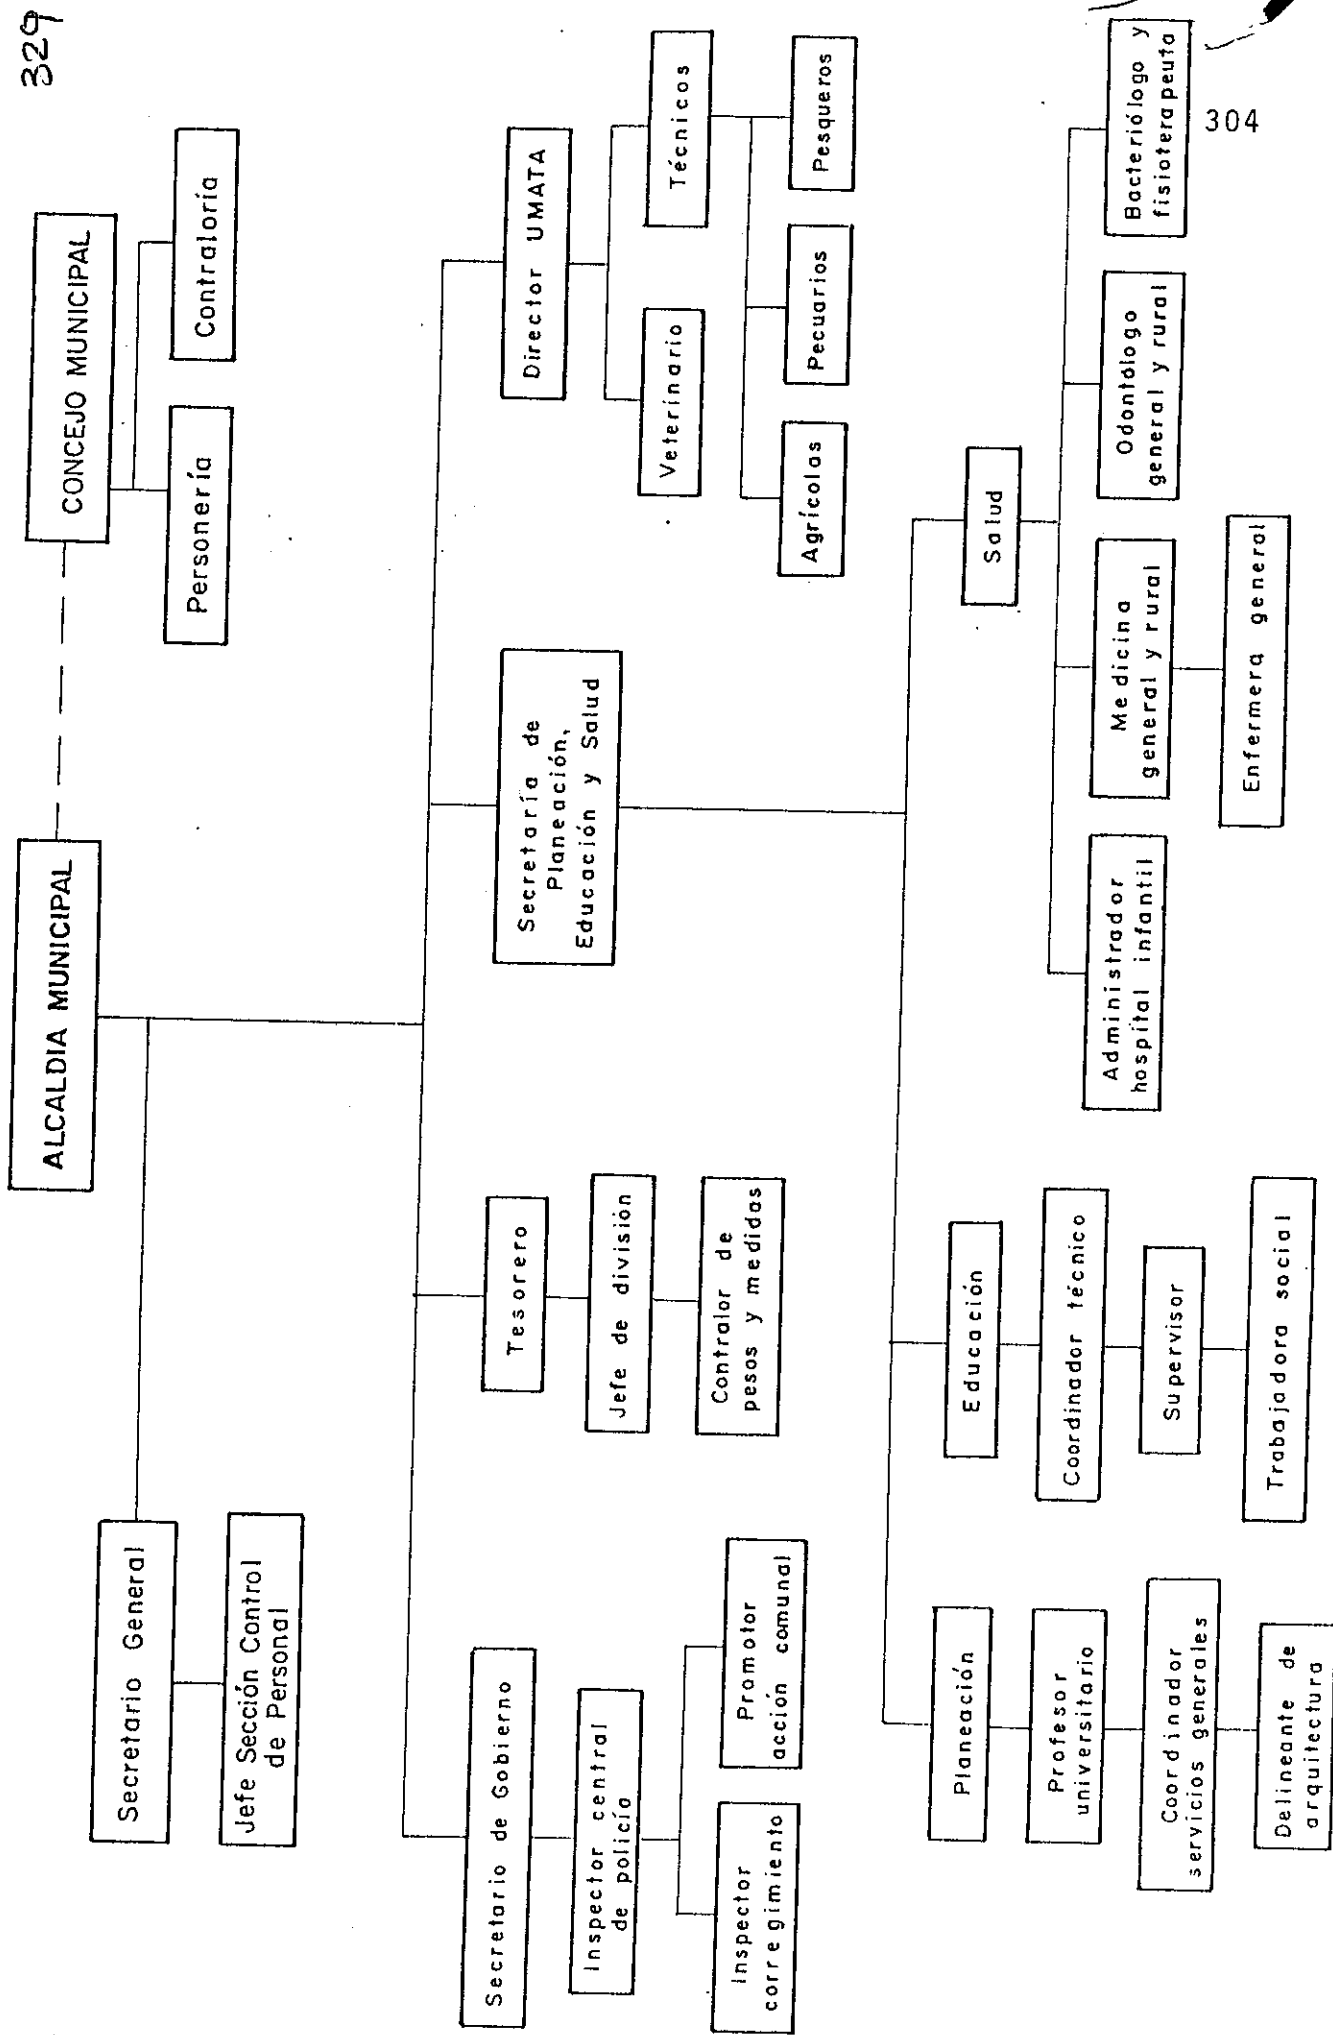 329
ALCALDIA MUNICIPAL
CONCEJO MUNICIPAL
Secretario General
Jefe Sección Control
de Personal
Personería
Contraloría
Secretario de Gobierno
Inspector central
de policía
Inspector
corregimiento
Promotor
acción comunal
Tesorero
Jefe de división
Contralor de
pesos y medidas
Secretaría de
Planeación,
Educación y Salud
Director UMATA
Veterinario
Técnicos
Agrícolas
Pecuarios
Pesqueros
Planeación
Profesor
universitario
Coordinador
servicios generales
Delineante de
arquitectura
Educación
Coordinador técnico
Supervisor
Trabajadora social
Salud
Administrador
hospital infantil
Medicina
general y rural
Enfermera general
Odontólogo
general y rural
Bacteriólogo y
fisioterapeuta
304